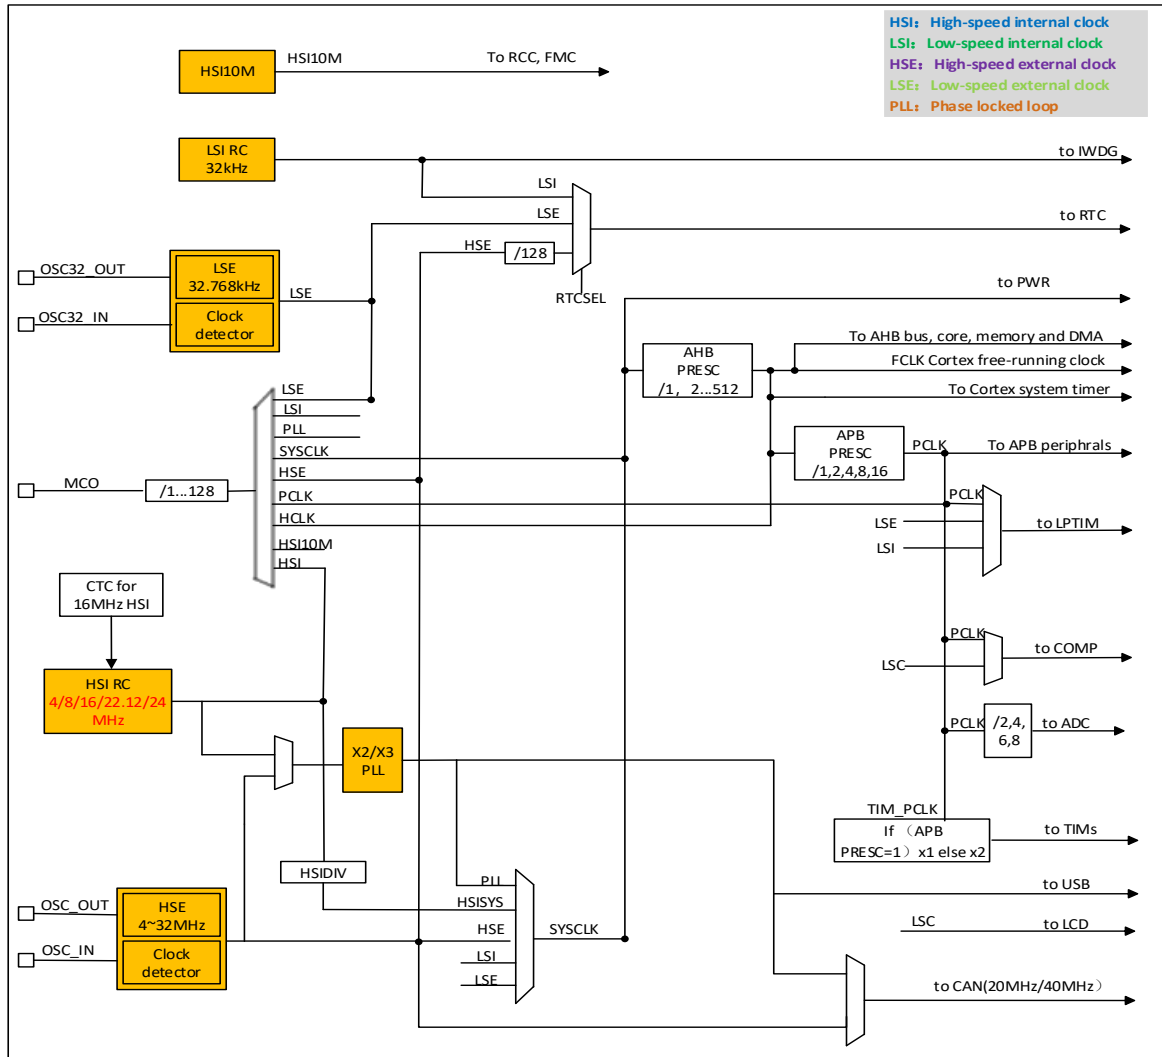 HSI： High-speed internal clock
LSI： Low-speed internal clock
HSE： High-speed external clock
LSE： Low-speed external clock
PLL： Phase locked loop
HSI10M
HSI10M
To RCC, FMC
LSI RC
32kHz
to IWDG
LSI
LSE
HSE
/128
to RTC
RTCSEL
OSC32_OUT
OSC32_IN
LSE
32.768kHz
Clock
detector
LSE
to PWR
AHB
PRESC
/1, 2...512
To AHB bus, core, memory and DMA
FCLK Cortex free-running clock
To Cortex system timer
APB
PRESC
/1,2,4,8,16
PCLK
To APB periphrals
LSE
LSI
PLL
SYSCLK
HSE
PCLK
HCLK
HSI10M
HSI
MCO
/1...128
PCLK
LSE
LSI
to LPTIM
CTC for
16MHz HSI
HSI RC
4/8/16/22.12/24
MHz
PCLK
LSC
to COMP
X2/X3
PLL
PCLK
/2,4,
6,8
to ADC
TIM_PCLK
If （APB
PRESC=1） x1 else x2
to TIMs
HSIDIV
PLL
HSISYS
HSE
LSI
LSE
SYSCLK
to USB
LSC
to LCD
OSC_OUT
OSC_IN
HSE
4~32MHz
Clock
detector
to CAN(20MHz/40MHz）